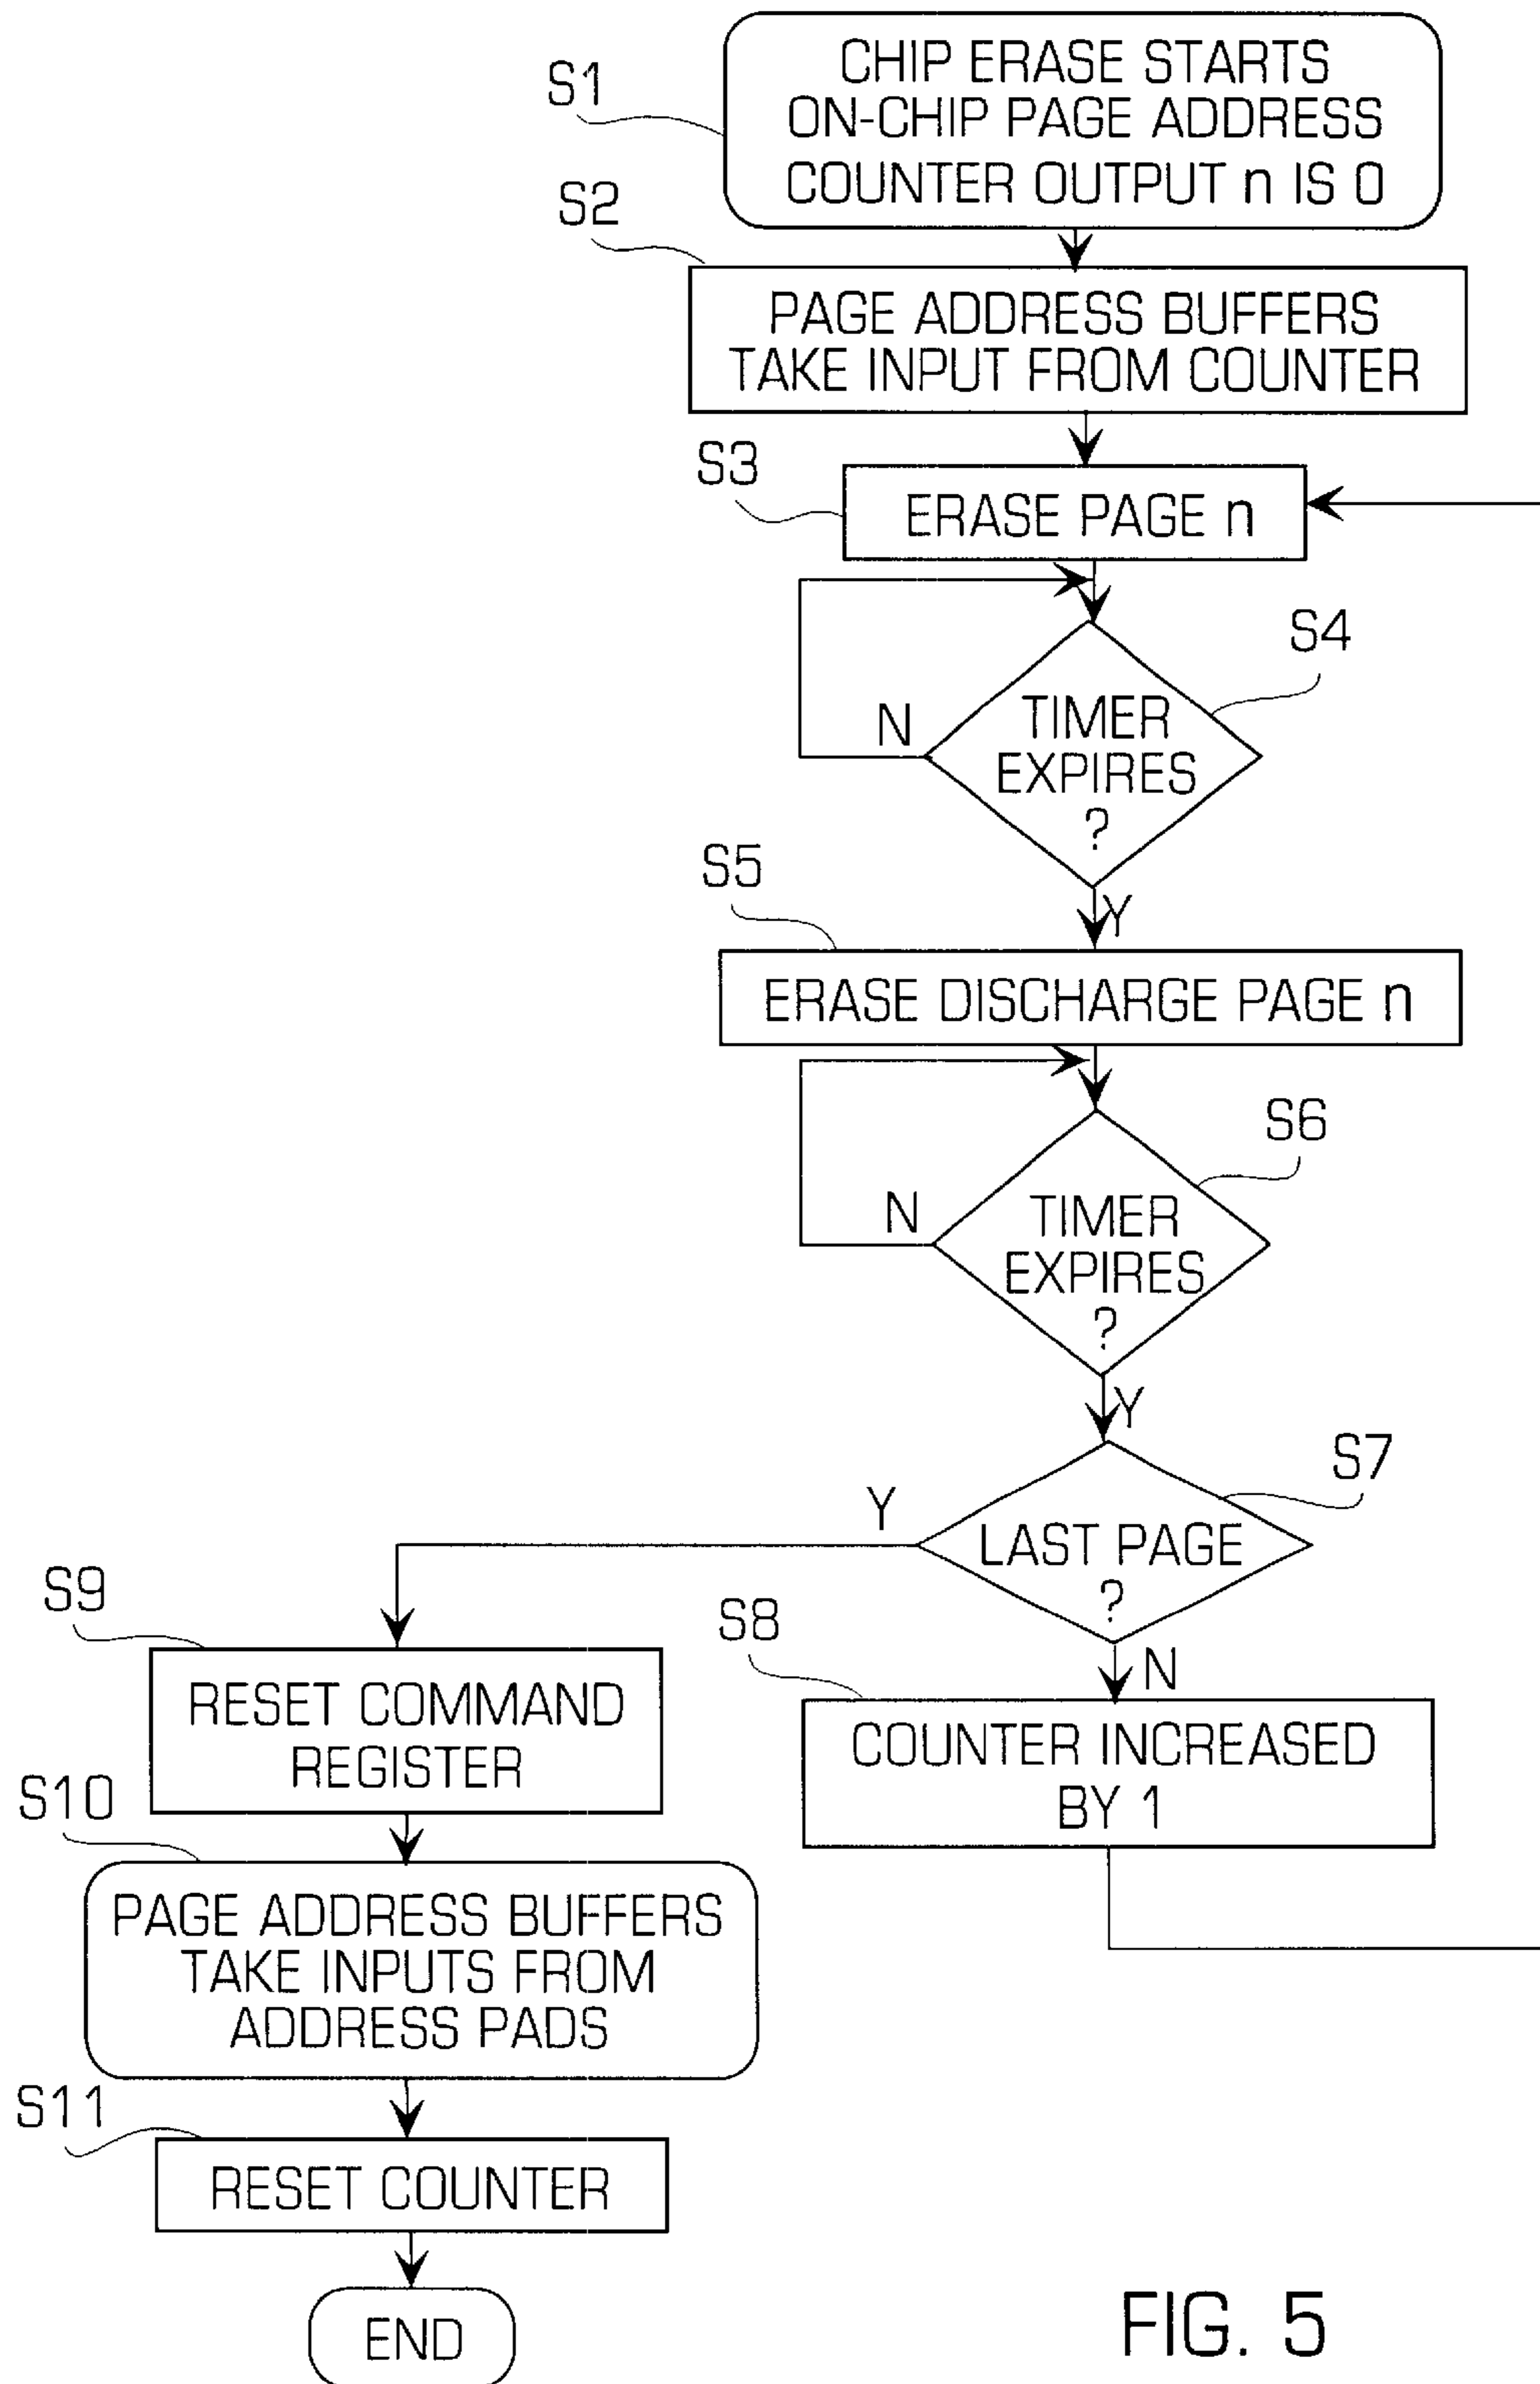 S1
CHIP ERASE STARTS
ON-CHIP PAGE ADDRESS
COUNTER OUTPUT n IS 0
S2
PAGE ADDRESS BUFFERS
TAKE INPUT FROM COUNTER
S3
ERASE PAGE n
S4
N
TIMER
EXPIRES
?
Y
S5
ERASE DISCHARGE PAGE n
S6
N
TIMER
EXPIRES
?
Y
S7
Y
LAST PAGE
?
N
S8
COUNTER INCREASED
BY 1
S9
RESET COMMAND
REGISTER
S10
PAGE ADDRESS BUFFERS
TAKE INPUTS FROM
ADDRESS PADS
S11
RESET COUNTER
END
FIG. 5